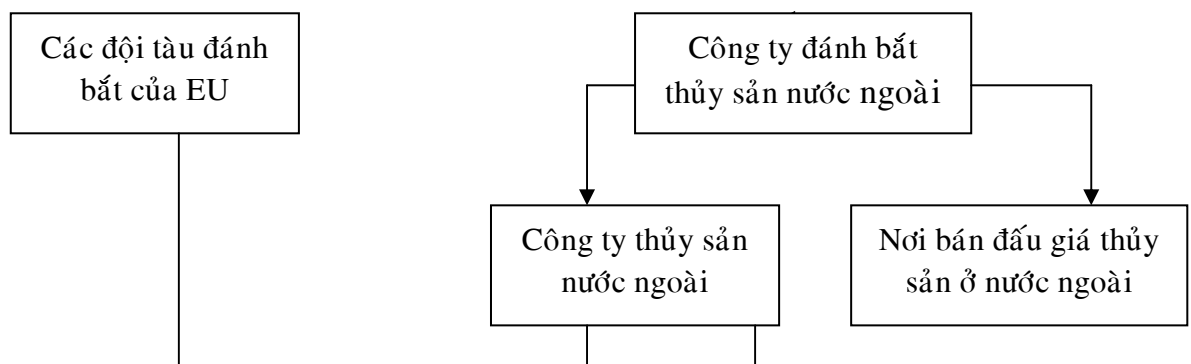 Các đội tàu đánh
bắt của EU
Công ty đánh bắt
thủy sản nước ngoài
Công ty thủy sản
nước ngoài
Nơi bán đấu giá thủy
sản ở nước ngoài